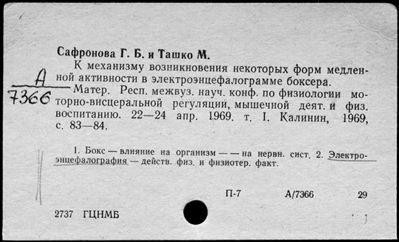 Сафронова Г. Б. и Ташко М.
К механизму возникновения некоторых форм медлен-
ной активности в электроэнцефалограмме боксера.
А
7366
Матер. Респ. межвуз. науч. конф. по физиологии мо-
торно-висцеральной регуляции, мышечной деят. и физ.
воспитанию. 22—24 апр. 1969. т. I. Калинин, 1969,
с. 83—84.
1. Бокс — влияние на организм — — на нервн. сист. 2. Электро-
энцефалография — действ. физ. и физиотер. факт.
П-7 А/7366 29
2737 ГЦНМБ